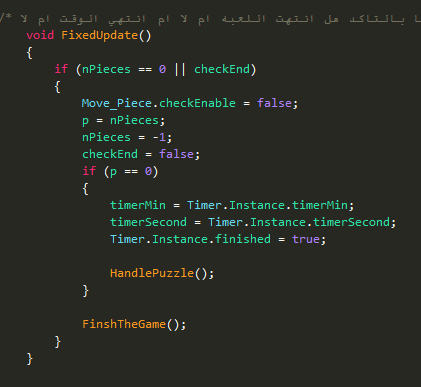 /* ا بالتاكد هل انتهت اللعبه ام لا ام انتهي الوقت ام لا
void FixedUpdate()
{
if (nPieces == 0 || checkEnd)
{
Move_Piece.checkEnable = false;
p = nPieces;
nPieces = -1;
checkEnd = false;
if (p == 0)
{
timerMin = Timer.Instance.timerMin;
timerSecond = Timer.Instance.timerSecond;
Timer.Instance.finished = true;
HandlePuzzle();
}
FinshTheGame();
}
}